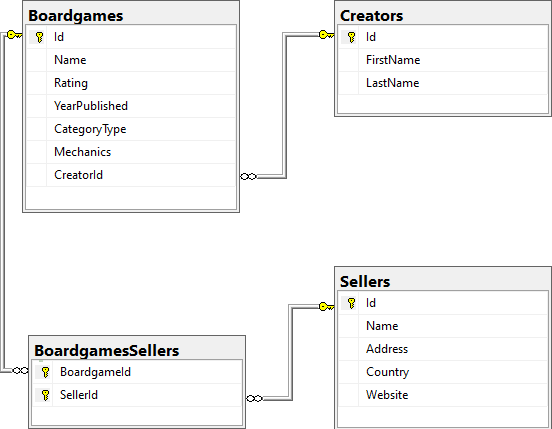 Boardgames
Id
Name
Rating
YearPublished
CategoryType
Mechanics
CreatorId
Creators
Id
FirstName
LastName
BoardgamesSellers
BoardgameId
SellerId
Sellers
Id
Name
Address
Country
Website